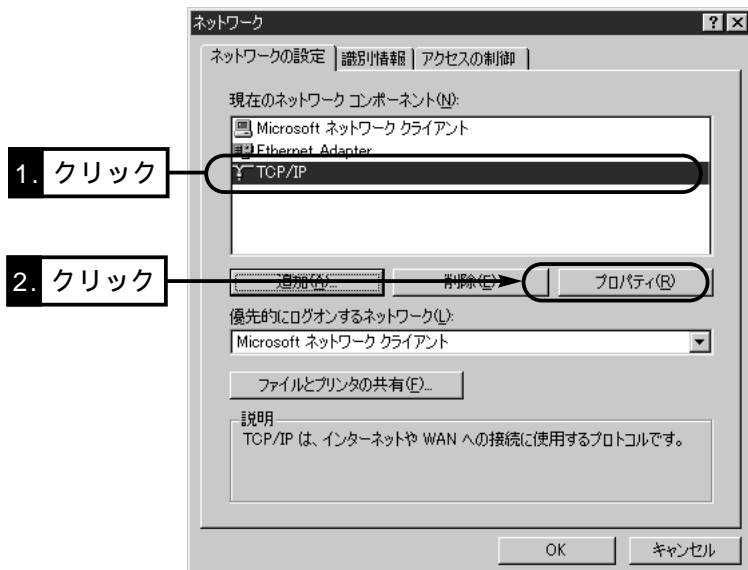 ネットワーク
ネットワークの設定 識別情報 アクセスの制御
現在のネットワーク コンポーネント(N):
Microsoft ネットワーク クライアント
Ethernet Adapter
1. クリック
TCP/IP
2. クリック
追加(A)... 削除(E) プロパティ(R)
優先的にログオンするネットワーク(L):
Microsoft ネットワーク クライアント
ファイルとプリンタの共有(F)...
説明
TCP/IP は、インターネットや WAN への接続に使用するプロトコルです。
OK キャンセル